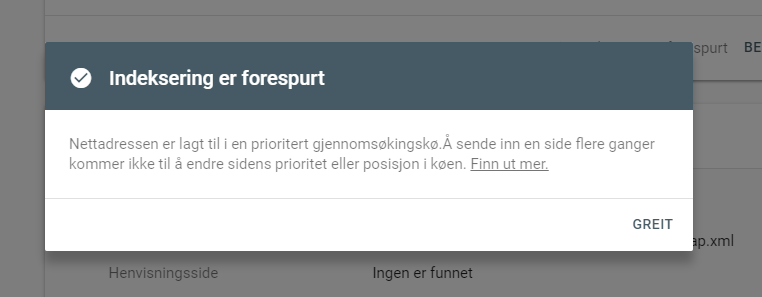 spurt BE
Indeksering er forespurt
Nettadressen er lagt til i en prioritert gjennomsøkingskø.Å sende inn en side flere ganger
kommer ikke til å endre sidens prioritet eller posisjon i køen. Finn ut mer.
GREIT
ap.xml
Henvisningsside Ingen er funnet